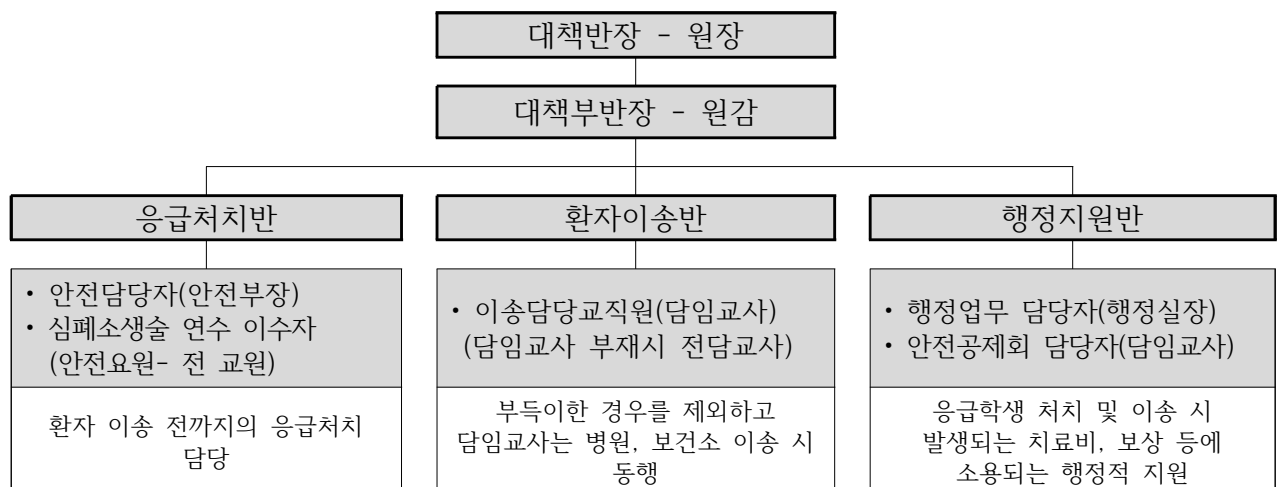 대책반장 - 원장
대책부반장 - 원감
응급처치반
• 안전담당자(안전부장)
• 심폐소생술 연수 이수자
(안전요원- 전 교원)
환자 이송 전까지의 응급처치
담당
환자이송반
• 이송담당교직원(담임교사)
(담임교사 부재시 전담교사)
부득이한 경우를 제외하고
담임교사는 병원, 보건소 이송 시
동행
행정지원반
• 행정업무 담당자(행정실장)
• 안전공제회 담당자(담임교사)
응급학생 처치 및 이송 시
발생되는 치료비, 보상 등에
소용되는 행정적 지원